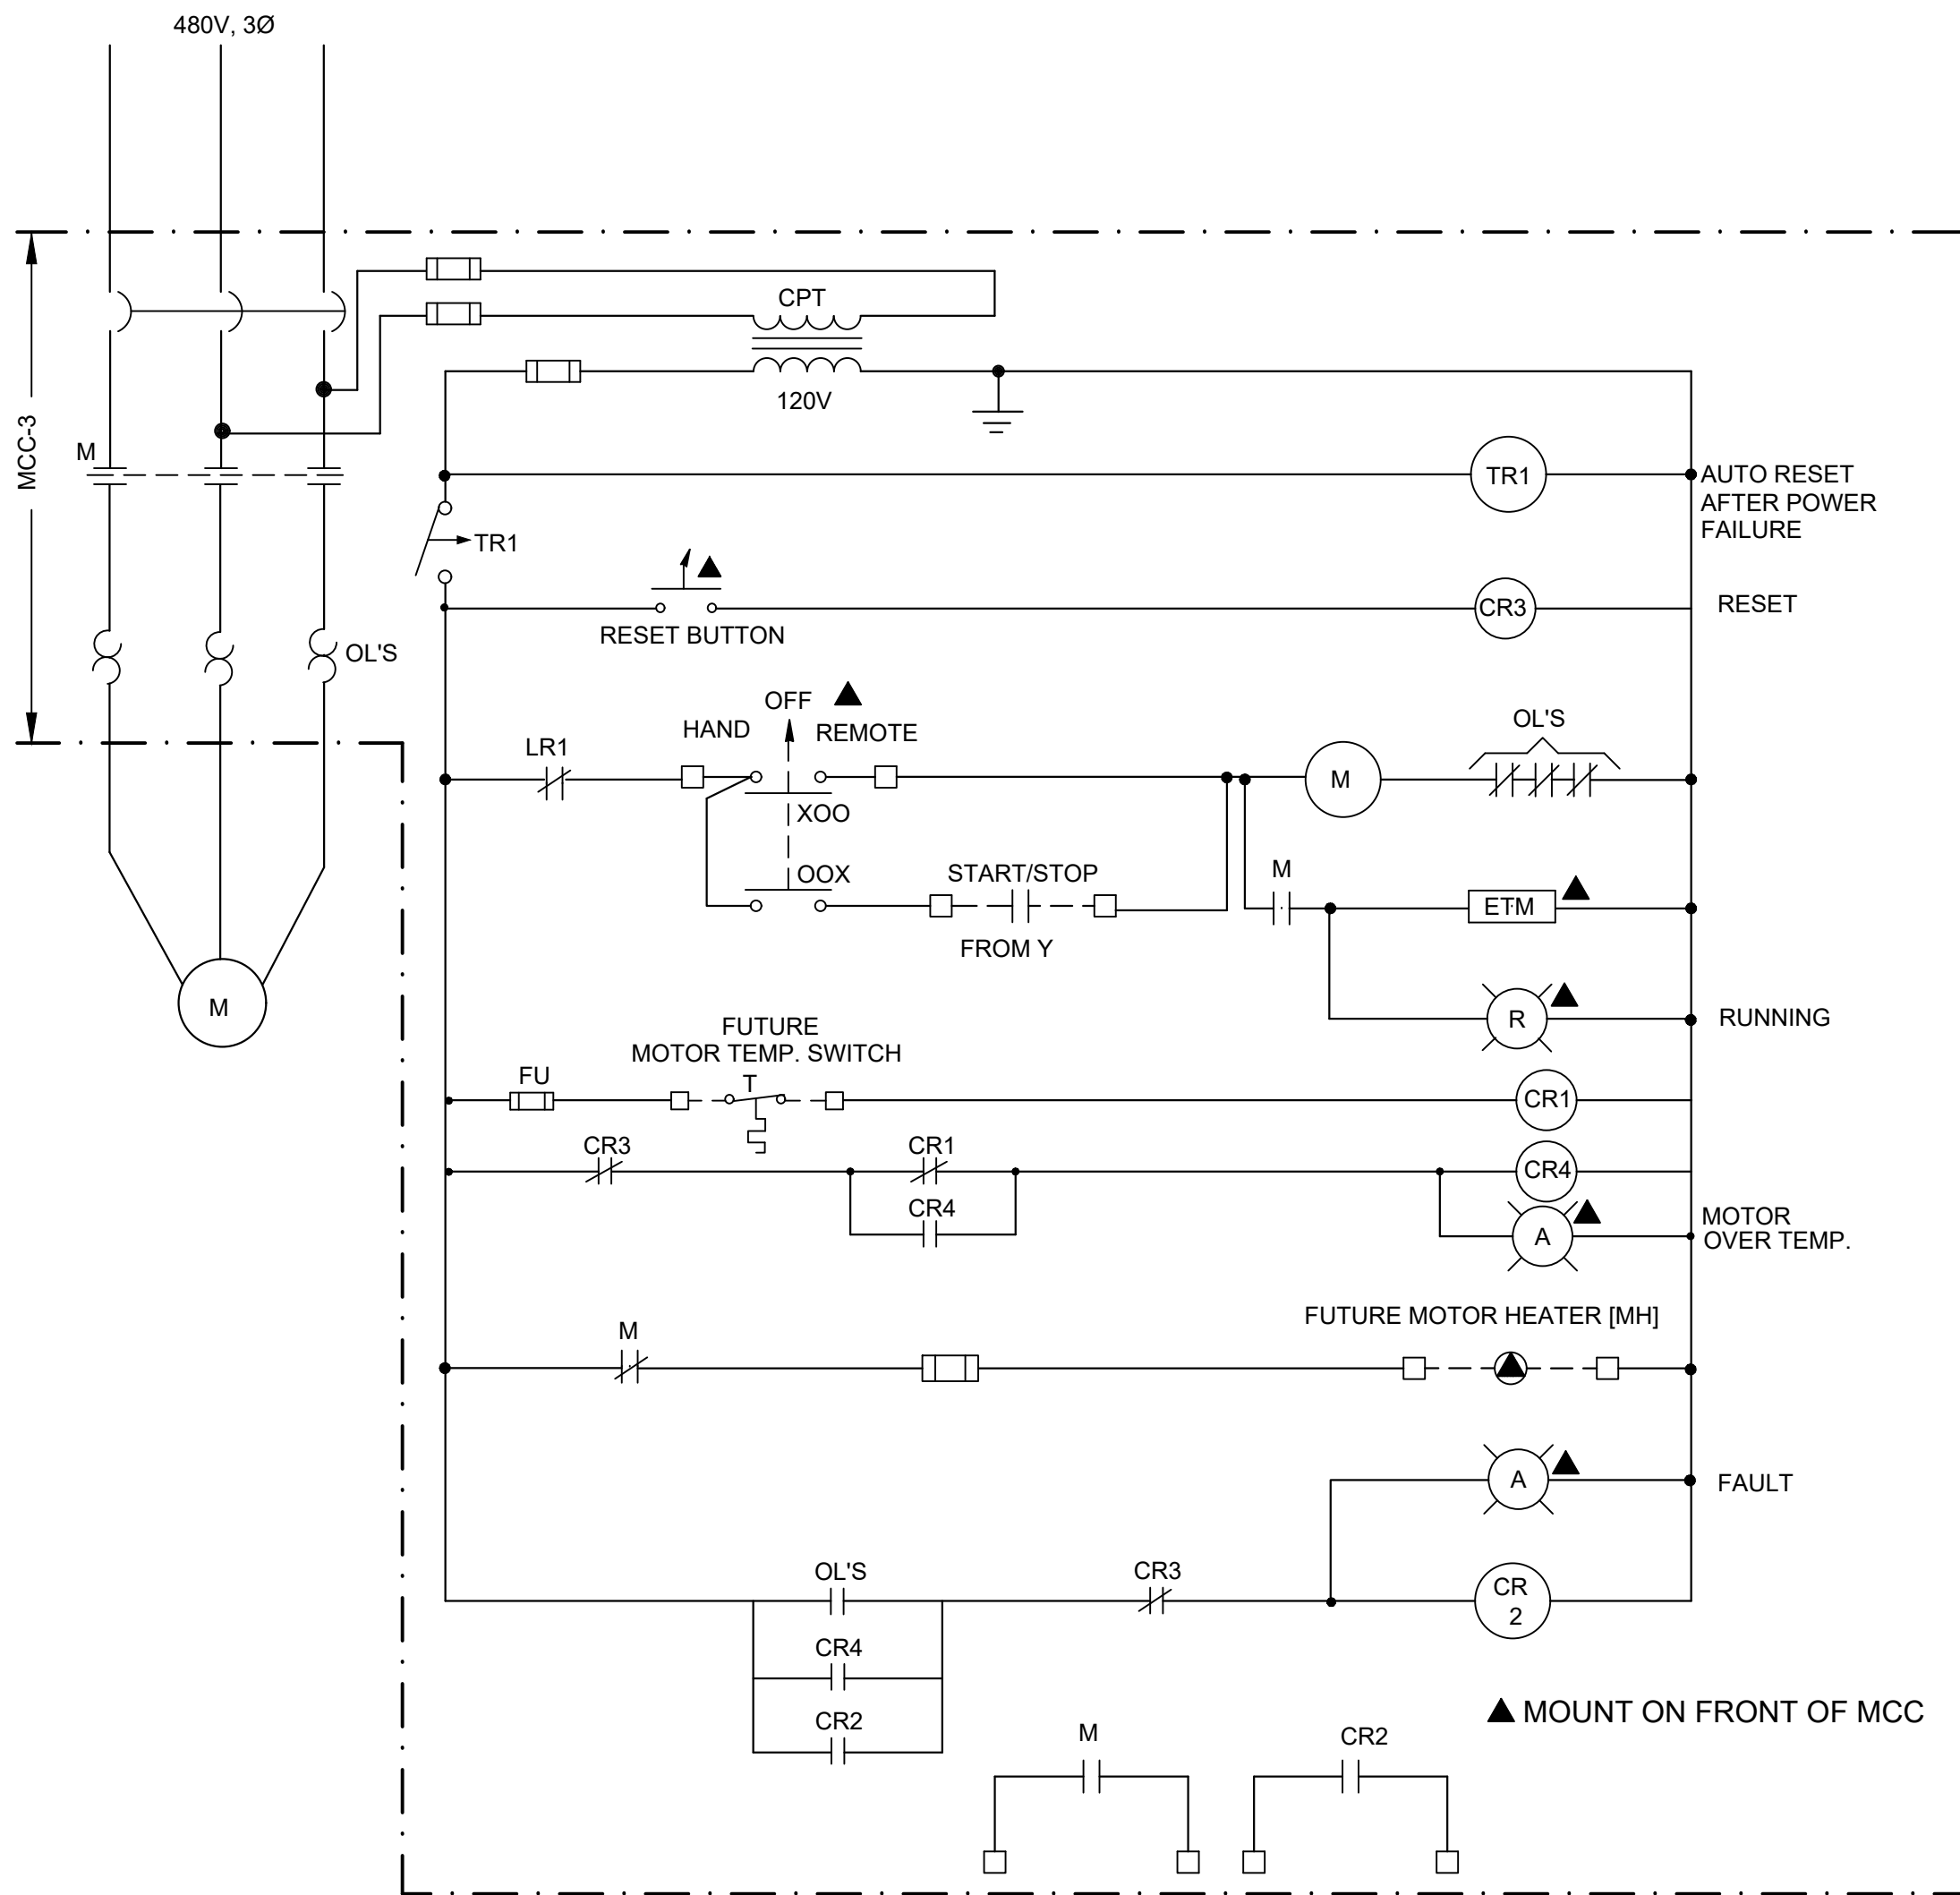 480V, 3Ø
CPT
120V
MCC-3
M
TR1
AUTO RESET
AFTER POWER
FAILURE
TR1
CR3
RESET
RESET BUTTON
OL'S
OFF
HAND
REMOTE
LR1
OL'S
M
XOO
OOX
START/STOP
M
ETM
FROM Y
M
R
RUNNING
FUTURE
MOTOR TEMP. SWITCH
FU
T
CR1
CR3
CR1
CR4
CR4
A
MOTOR
OVER TEMP.
FUTURE MOTOR HEATER [MH]
M
A
FAULT
OL'S
CR3
CR
2
CR4
CR2
MOUNT ON FRONT OF MCC
M
CR2